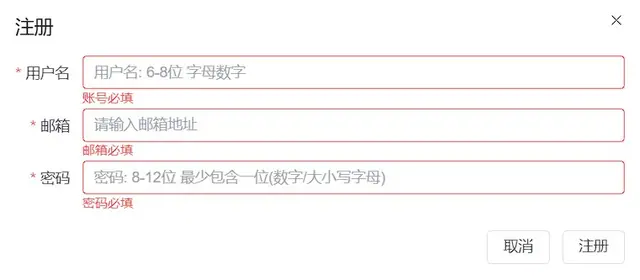 注册
* 用户名
用户名: 6-8位 字母数字
账号必填
* 邮箱
请输入邮箱地址
邮箱必填
* 密码
密码: 8-12位 最少包含一位(数字/大小写字母)
密码必填
取消
注册